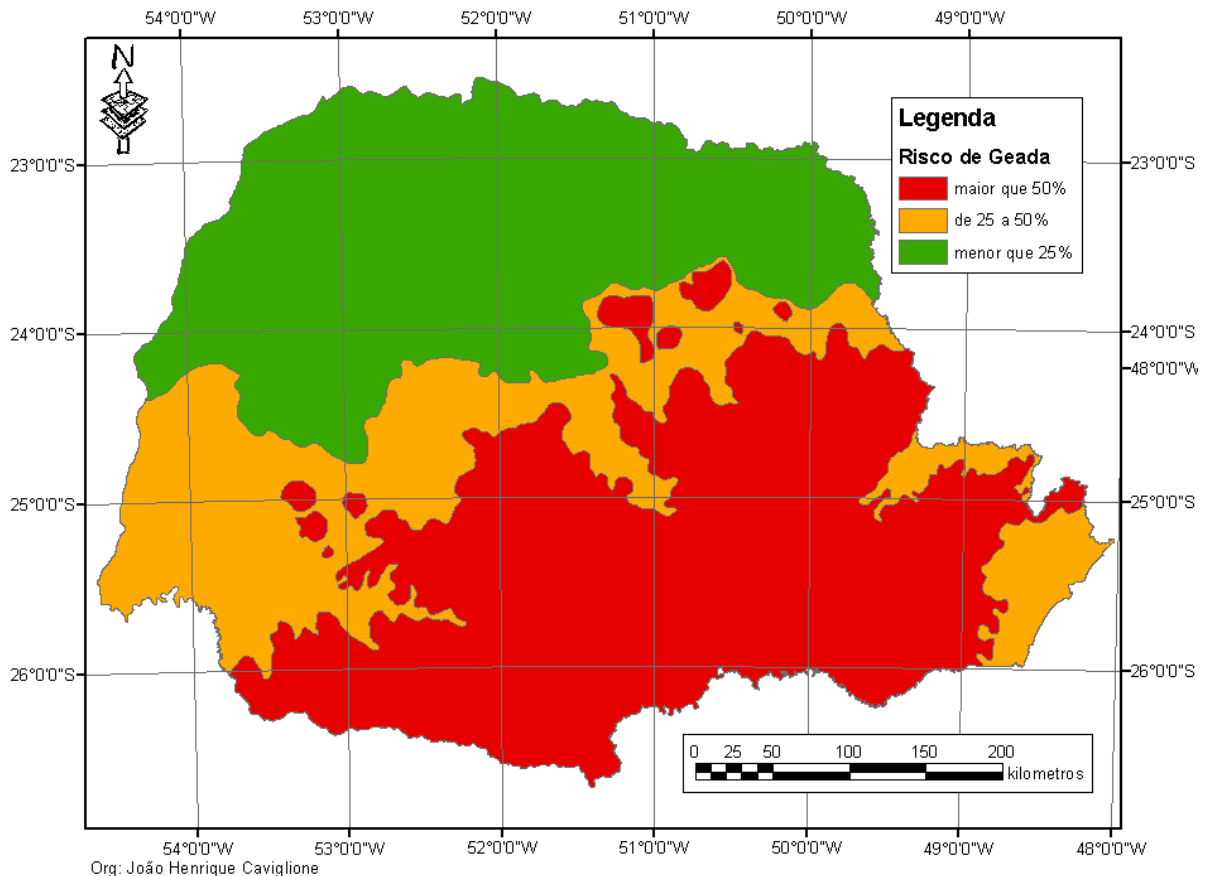 54°0'0"W 53°0'0"W 52°0'0"W 51°0'0"W 50°0'0"W 49°0'0"W
N
Legenda
Risco de Geada
maior que 50%
de 25 a 50%
menor que 25%
23°0'0"S 23°0'0"S
24°0'0"S 24°0'0"S
48°0'0"W
25°0'0"S 25°0'0"S
26°0'0"S 26°0'0"S
0 25 50 100 150 200
kilometros
54°0'0"W 53°0'0"W 52°0'0"W 51°0'0"W 50°0'0"W 49°0'0"W 48°0'0"W
Org: João Henrique Caviglione